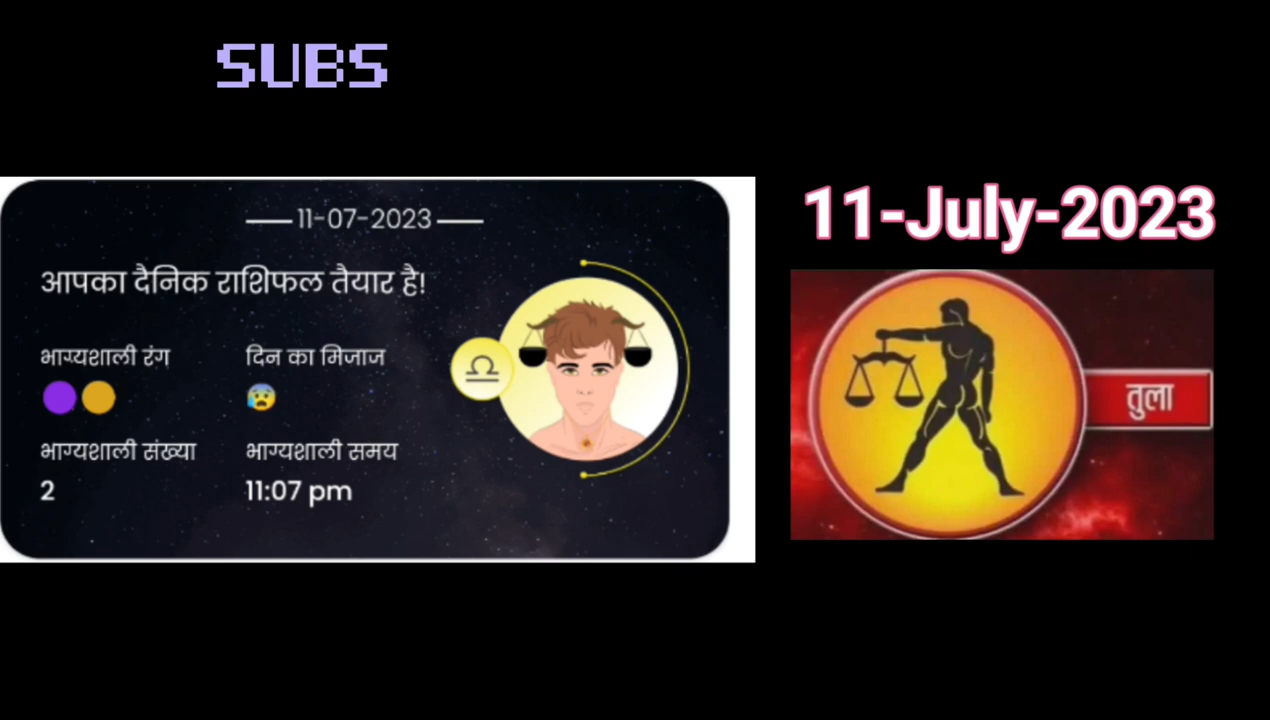 SUBS
11-07-2023
11-July-2023
आपका दैनिक राशिफल तैयार है!
भाग्यशाली रंग
दिन का मिजाज
भाग्यशाली संख्या
भाग्यशाली समय
2
11:07 pm
तुला